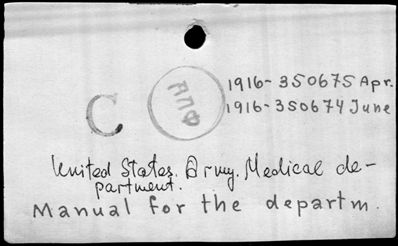 1916-350675 Apr.
1916-350674 June
C
United States. Army. Medical de-
partment.
Manual for the departm.